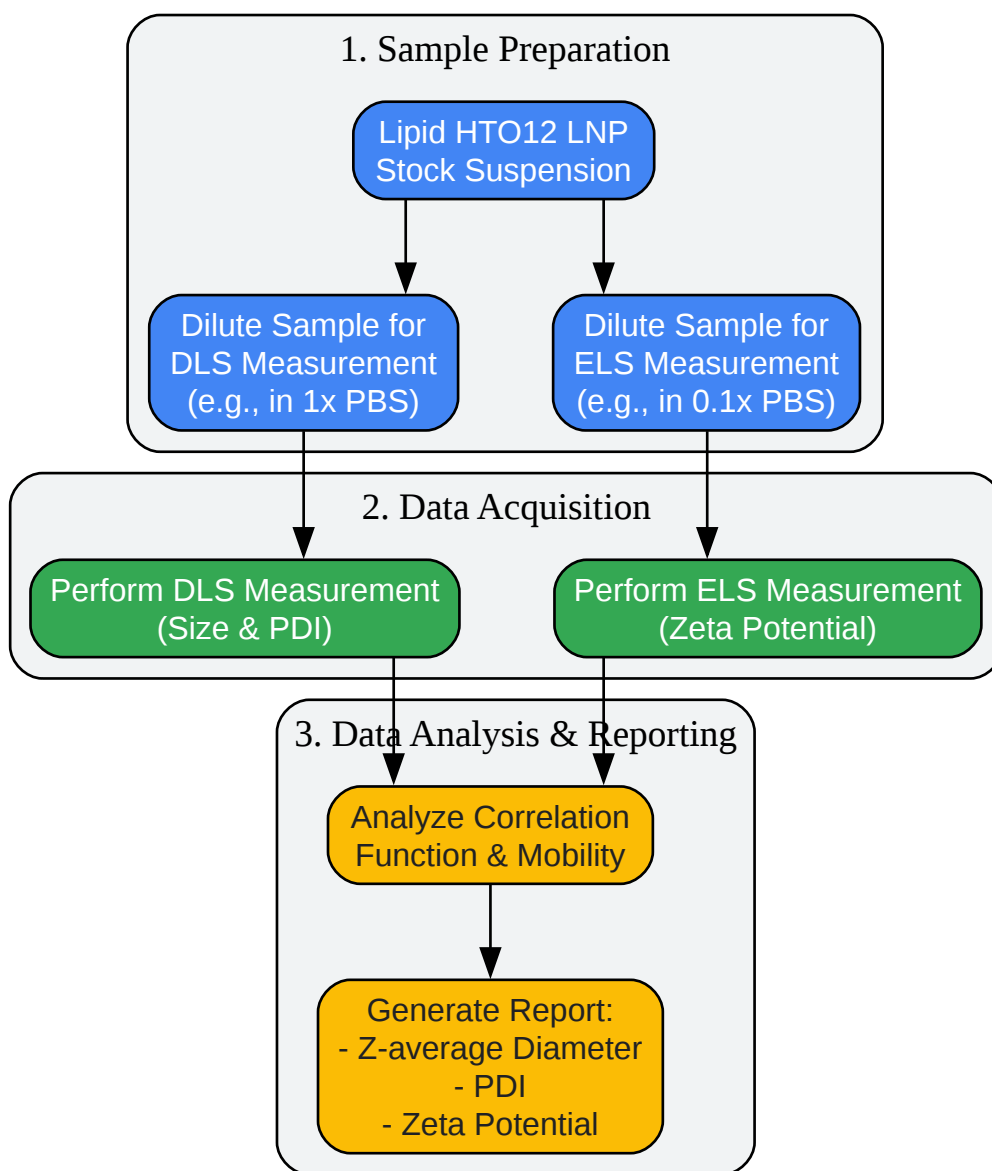 1. Sample Preparation
Lipid HTO12 LNP
Stock Suspension
Dilute Sample for
DLS Measurement
(e.g., in 1x PBS)
Dilute Sample for
ELS Measurement
(e.g., in 0.1x PBS)
2. Data Acquisition
Perform DLS Measurement
(Size & PDI)
Perform ELS Measurement
(Zeta Potential)
3. Data Analysis & Reporting
Analyze Correlation
Function & Mobility
Generate Report:
- Z-average Diameter
- PDI
- Zeta Potential